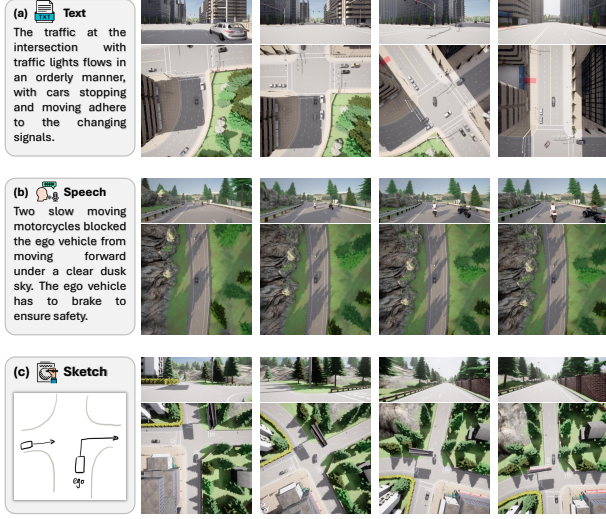 (a) Text
The traffic at the
intersection with
traffic lights flows in
an orderly manner,
with cars stopping
and moving adhere
to the changing
signals.
(b) Speech
Two slow moving
motorcycles blocked
the ego vehicle from
moving forward
under a clear dusk
sky. The ego vehicle
has to brake to
ensure safety.
(c) Sketch
ego